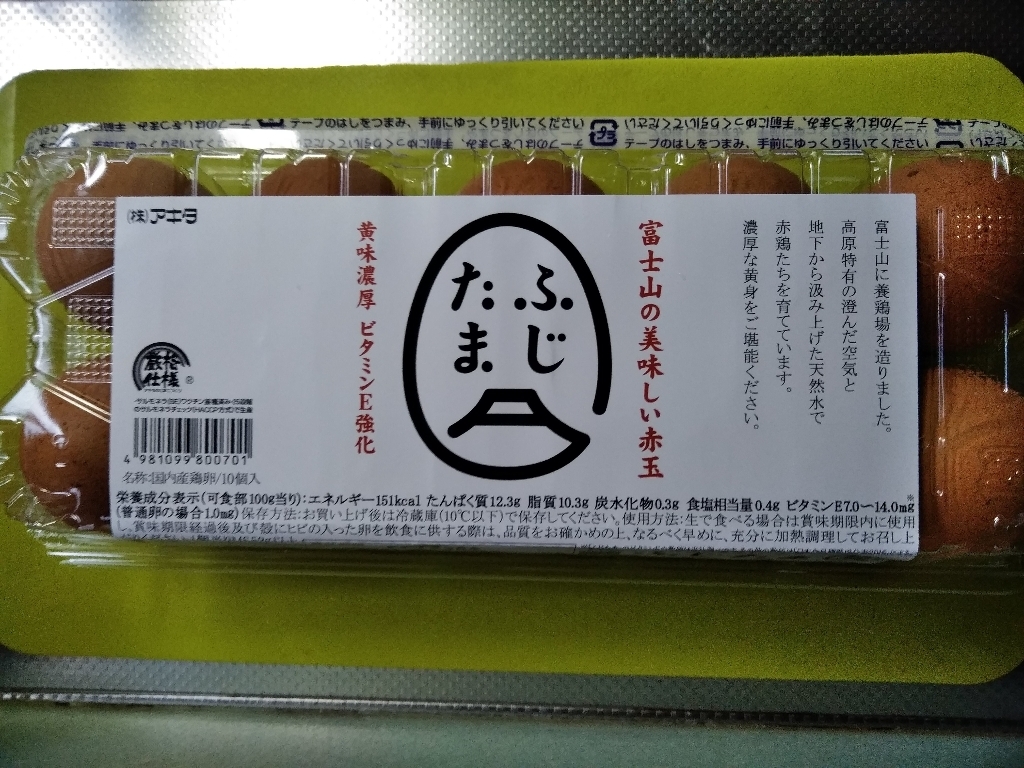 テープのはしをつまみ、手前にゆっくり引いてください
プラ
(株)アキタ
富士山に養鶏場を造りました。
高原特有の澄んだ空気と
地下から汲み上げた天然水で
赤鶏たちを育てています。
濃厚な黄身をご堪能ください。
富士山の美味しい赤玉
ふじ
たま
黄味濃厚 ビタミンE強化
厳格
仕様
®
4 981099 800701
名称:国内産鶏卵/10個入
栄養成分表示(可食部100g当り):エネルギー151kcal たんぱく質12.3g 脂質10.3g 炭水化物0.3g 食塩相当量0.4g ビタミンE7.0〜14.0mg※
(普通卵の場合1.0mg)保存方法:お買い上げ後は冷蔵庫(10℃以下)で保存してください。使用方法:生で食べる場合は賞味期限内に使用
し、賞味期限経過後及び殻にヒビの入った卵を飲食に供する際は、品質をお確かめの上、なるべく早めに、充分に加熱調理してお召し上